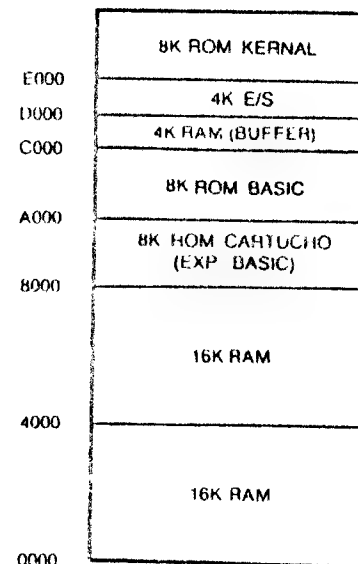 8K ROM KERNAL
E000
4K E/S
D000
4K RAM (BUFFER)
C000
8K ROM BASIC
A000
8K ROM CARTUCHO
(EXP. BASIC)
8000
16K RAM
4000
16K RAM
0000